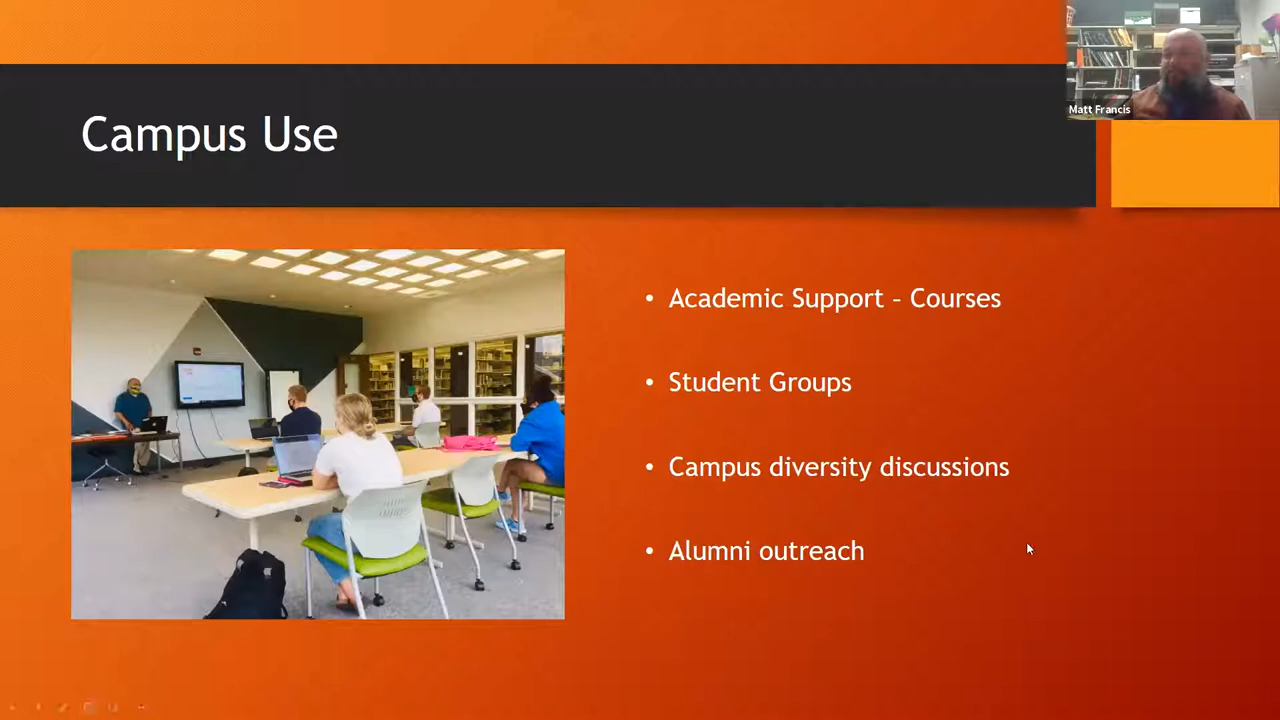 Matt Francis
Campus Use
• Academic Support – Courses
• Student Groups
• Campus diversity discussions
• Alumni outreach